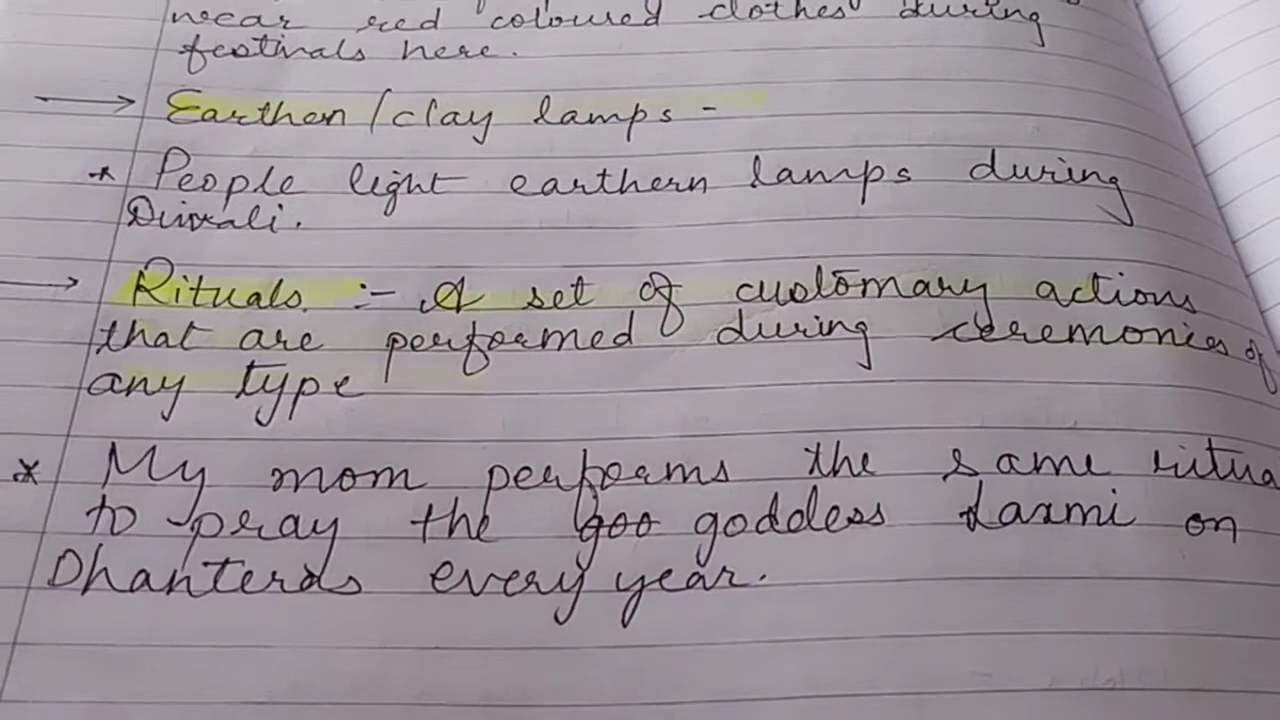 wear red coloured clothes during
festivals here.
→ Earthen/clay lamps -
* People light earthern lamps during
Diwali.
→ Rituals :- A set of customary actions
that are performed during ceremonies of
any type
* My mom performs the same ritua
to pray the goo goddess Laxmi on
Dhanteras every year.